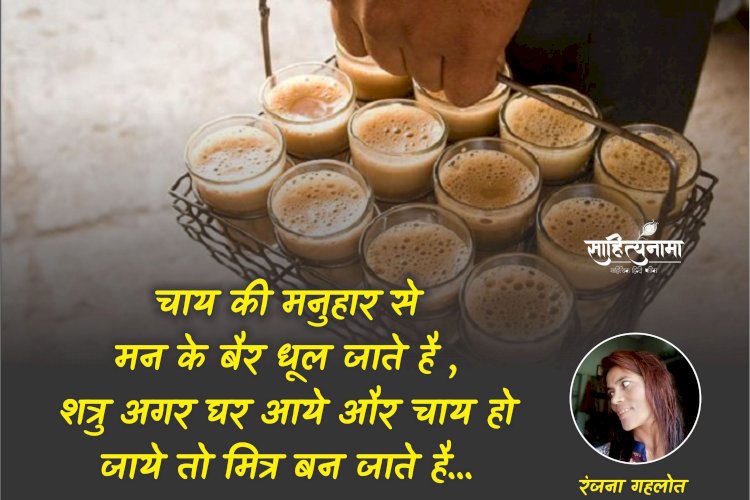 साहित्यनामा
चाय की मनुहार से
मन के बैर धूल जाते है ,
शत्रु अगर घर आये और चाय हो
जाये तो मित्र बन जाते है...
रंजना गहलोत